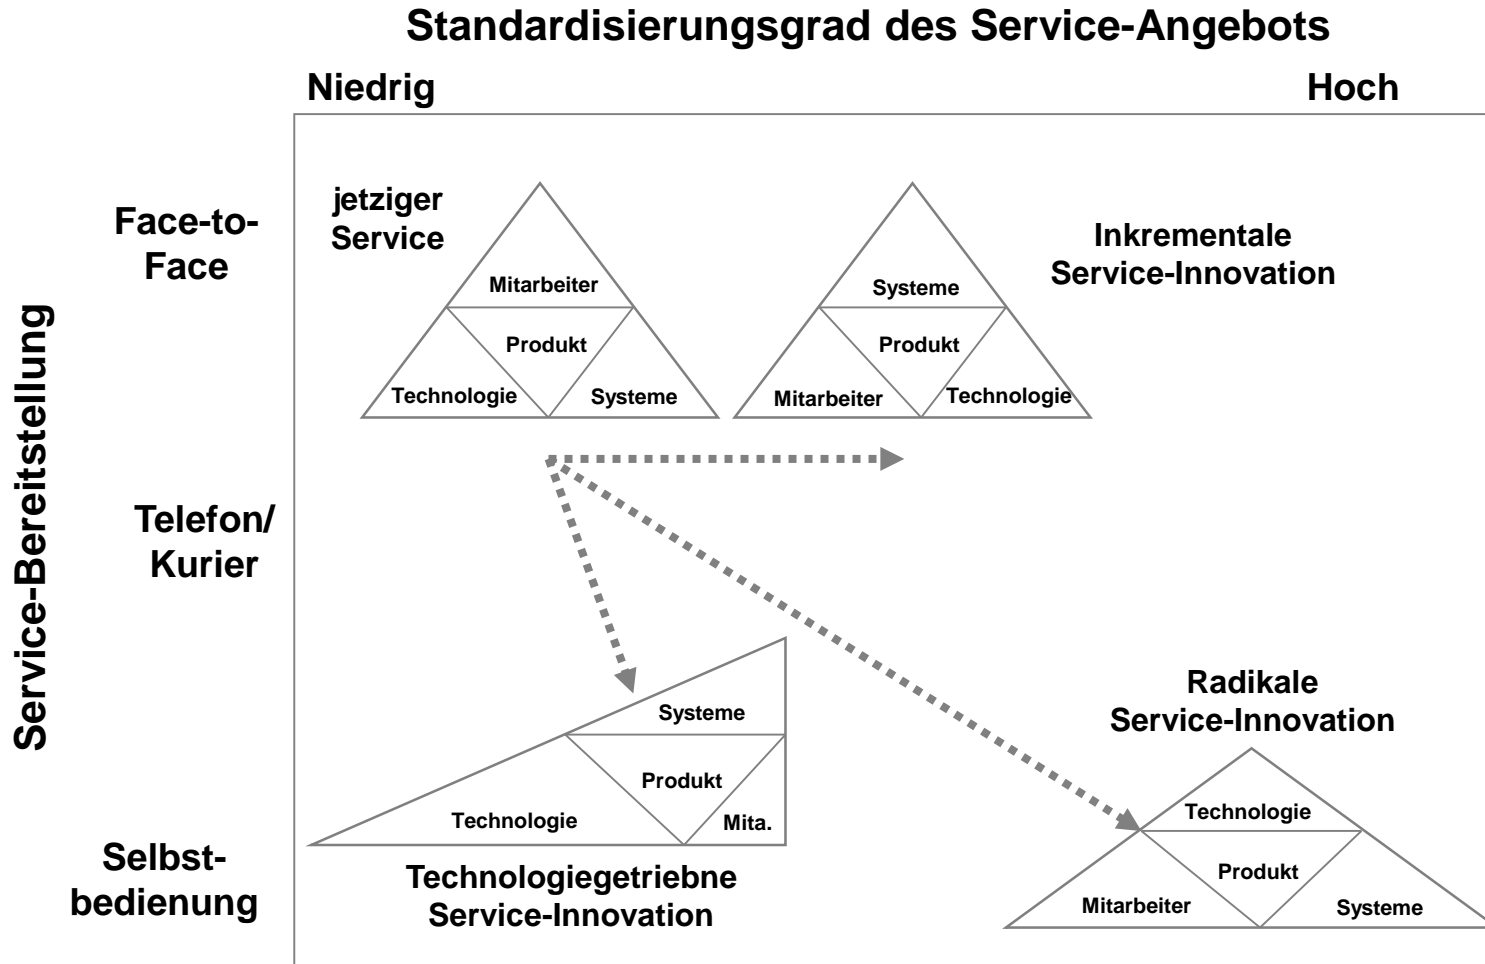 Standardisierungsgrad des Service-Angebots
Niedrig
Hoch
Service-Bereitstellung
Face-to-
Face
jetziger
Service
Mitarbeiter
Produkt
Technologie
Systeme
Systeme
Produkt
Mitarbeiter
Technologie
Inkrementale
Service-Innovation
Telefon/
Kurier
Selbst-
bedienung
Systeme
Produkt
Technologie
Mita.
Technologiegetriebne
Service-Innovation
Radikale
Service-Innovation
Technologie
Produkt
Mitarbeiter
Systeme